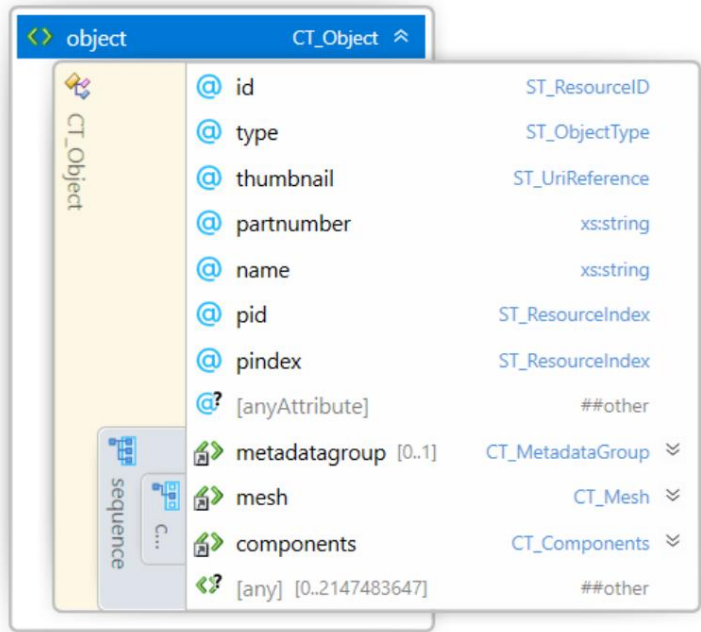 object CT_Object
CT_Object
id ST_ResourceID
type ST_ObjectType
thumbnail ST_UriReference
partnumber xs:string
name xs:string
pid ST_ResourceIndex
pindex ST_ResourceIndex
[anyAttribute] ##other
sequence
c...
metadatagroup [0..1] CT_MetadataGroup
mesh CT_Mesh
components CT_Components
[any] [0..2147483647] ##other